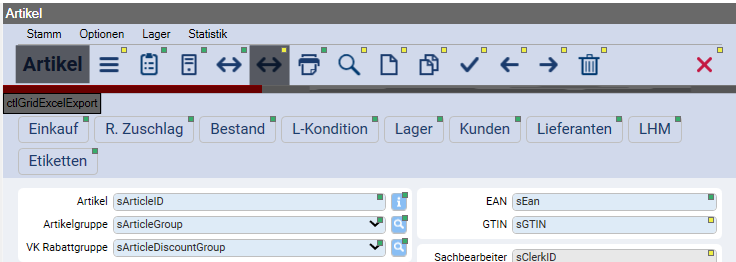 Artikel
Stamm Optionen Lager Statistik
Artikel
ctlGridExcelExport
Einkauf R. Zuschlag Bestand L-Kondition Lager Kunden Lieferanten LHM
Etiketten
Artikel sArticleID i EAN sEan
Artikelgruppe sArticleGroup GTIN sGTIN
VK Rabattgruppe sArticleDiscountGroup
Sachbearbeiter sClerkID